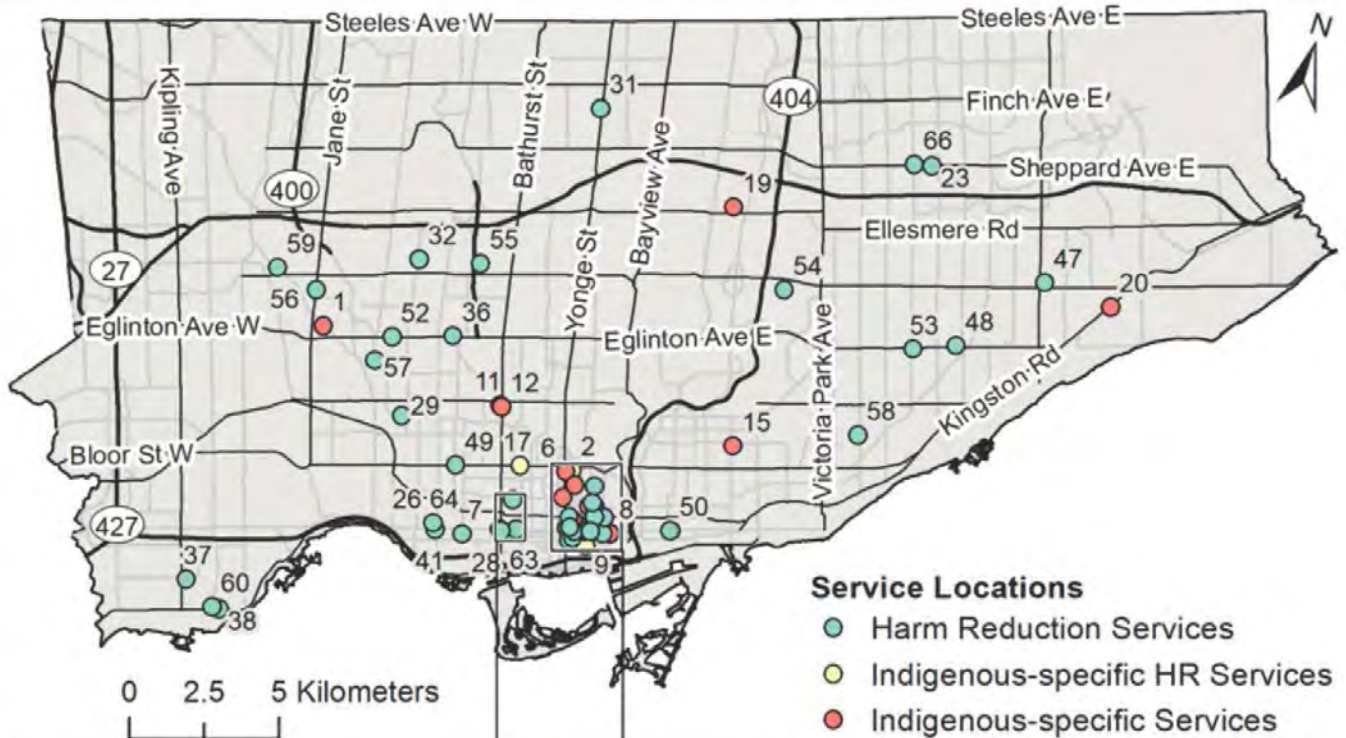 Steeles Ave W
Steeles Ave E
N
Kipling Ave
Jane St
Bathurst St
31
Bayview Ave
404
Finch Ave E
66
Sheppard Ave E
23
400
19
Yonge St
Ellesmere Rd
59
32
55
27
54
47
20
56
1
52
36
Eglinton Ave W
Eglinton Ave E
53
48
57
Victoria Park Ave
Kingston Rd
11
12
29
58
15
Bloor St W
49
17
6
2
26
64
7
8
50
427
41
28
63
9
37
60
38
Service Locations
Harm Reduction Services
Indigenous-specific HR Services
Indigenous-specific Services
0 2.5 5 Kilometers